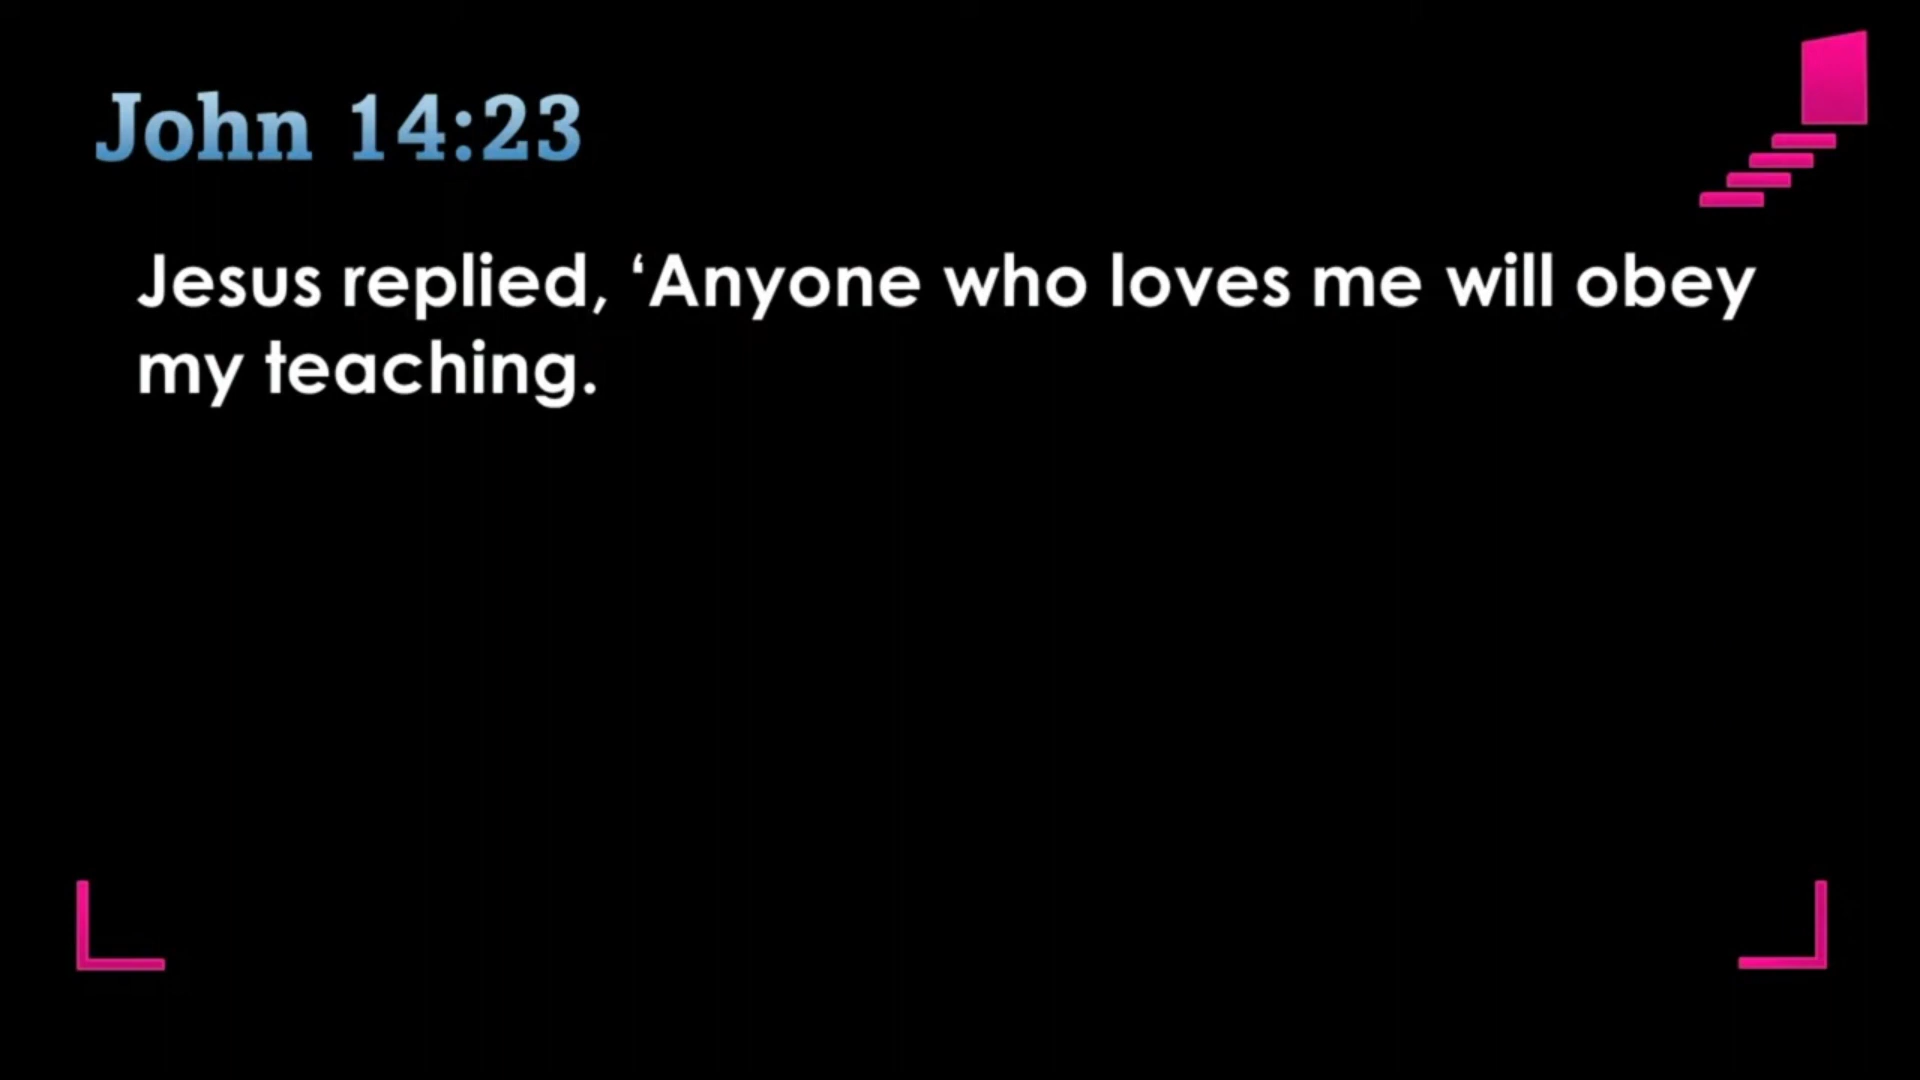 John 14:23
Jesus replied, ‘Anyone who loves me will obey
my teaching.